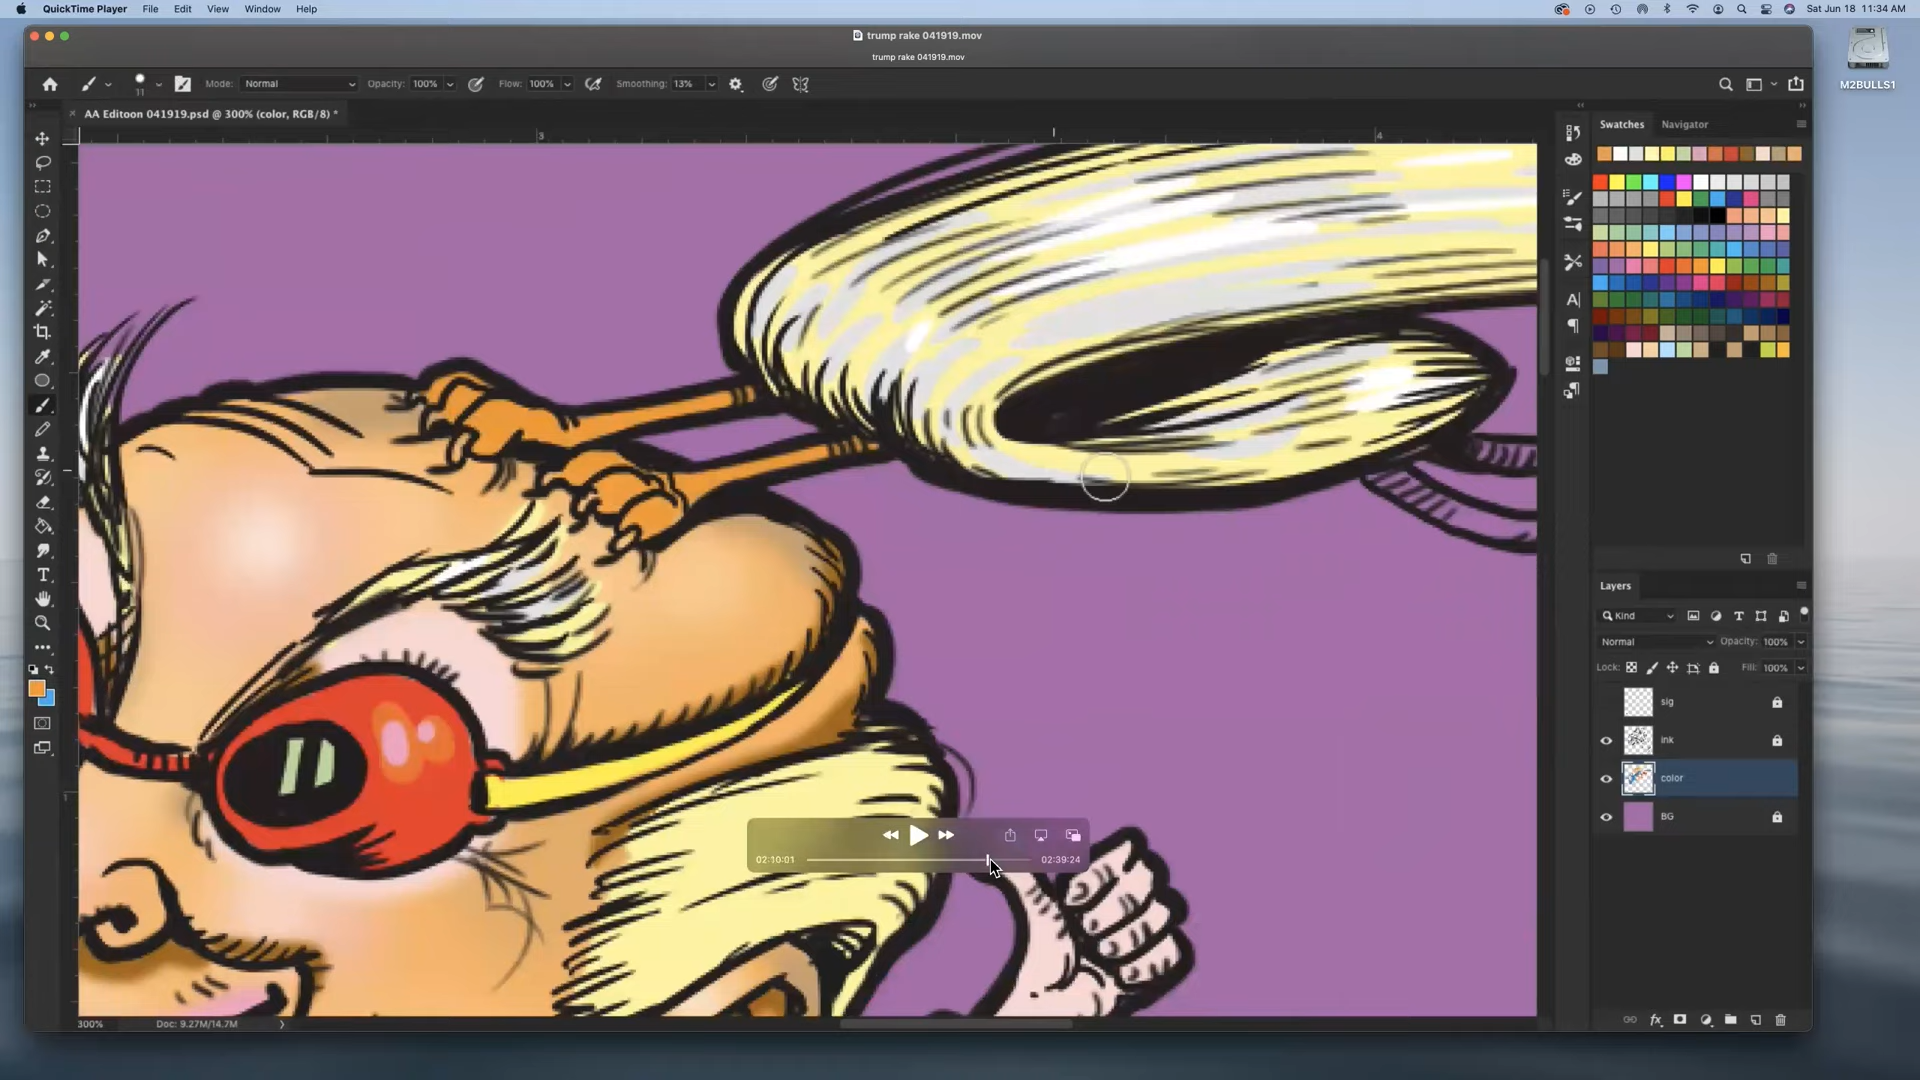 QuickTime Player File Edit View Window Help Sat Jun 18 11:34 AM
trump rake 041919.mov
trump rake 041919.mov
M2BULLS1
11 Mode: Normal Opacity: 100% Flow: 100% Smoothing: 13%
AA Editoon 041919.psd @ 300% (color, RGB/8) *
Swatches Navigator
3 4
1
Layers
Kind
Normal Opacity: 100%
Lock: Fill: 100%
sig
ink
color
BG
02:10:01 02:39:24
300% Doc: 9.27M/14.7M